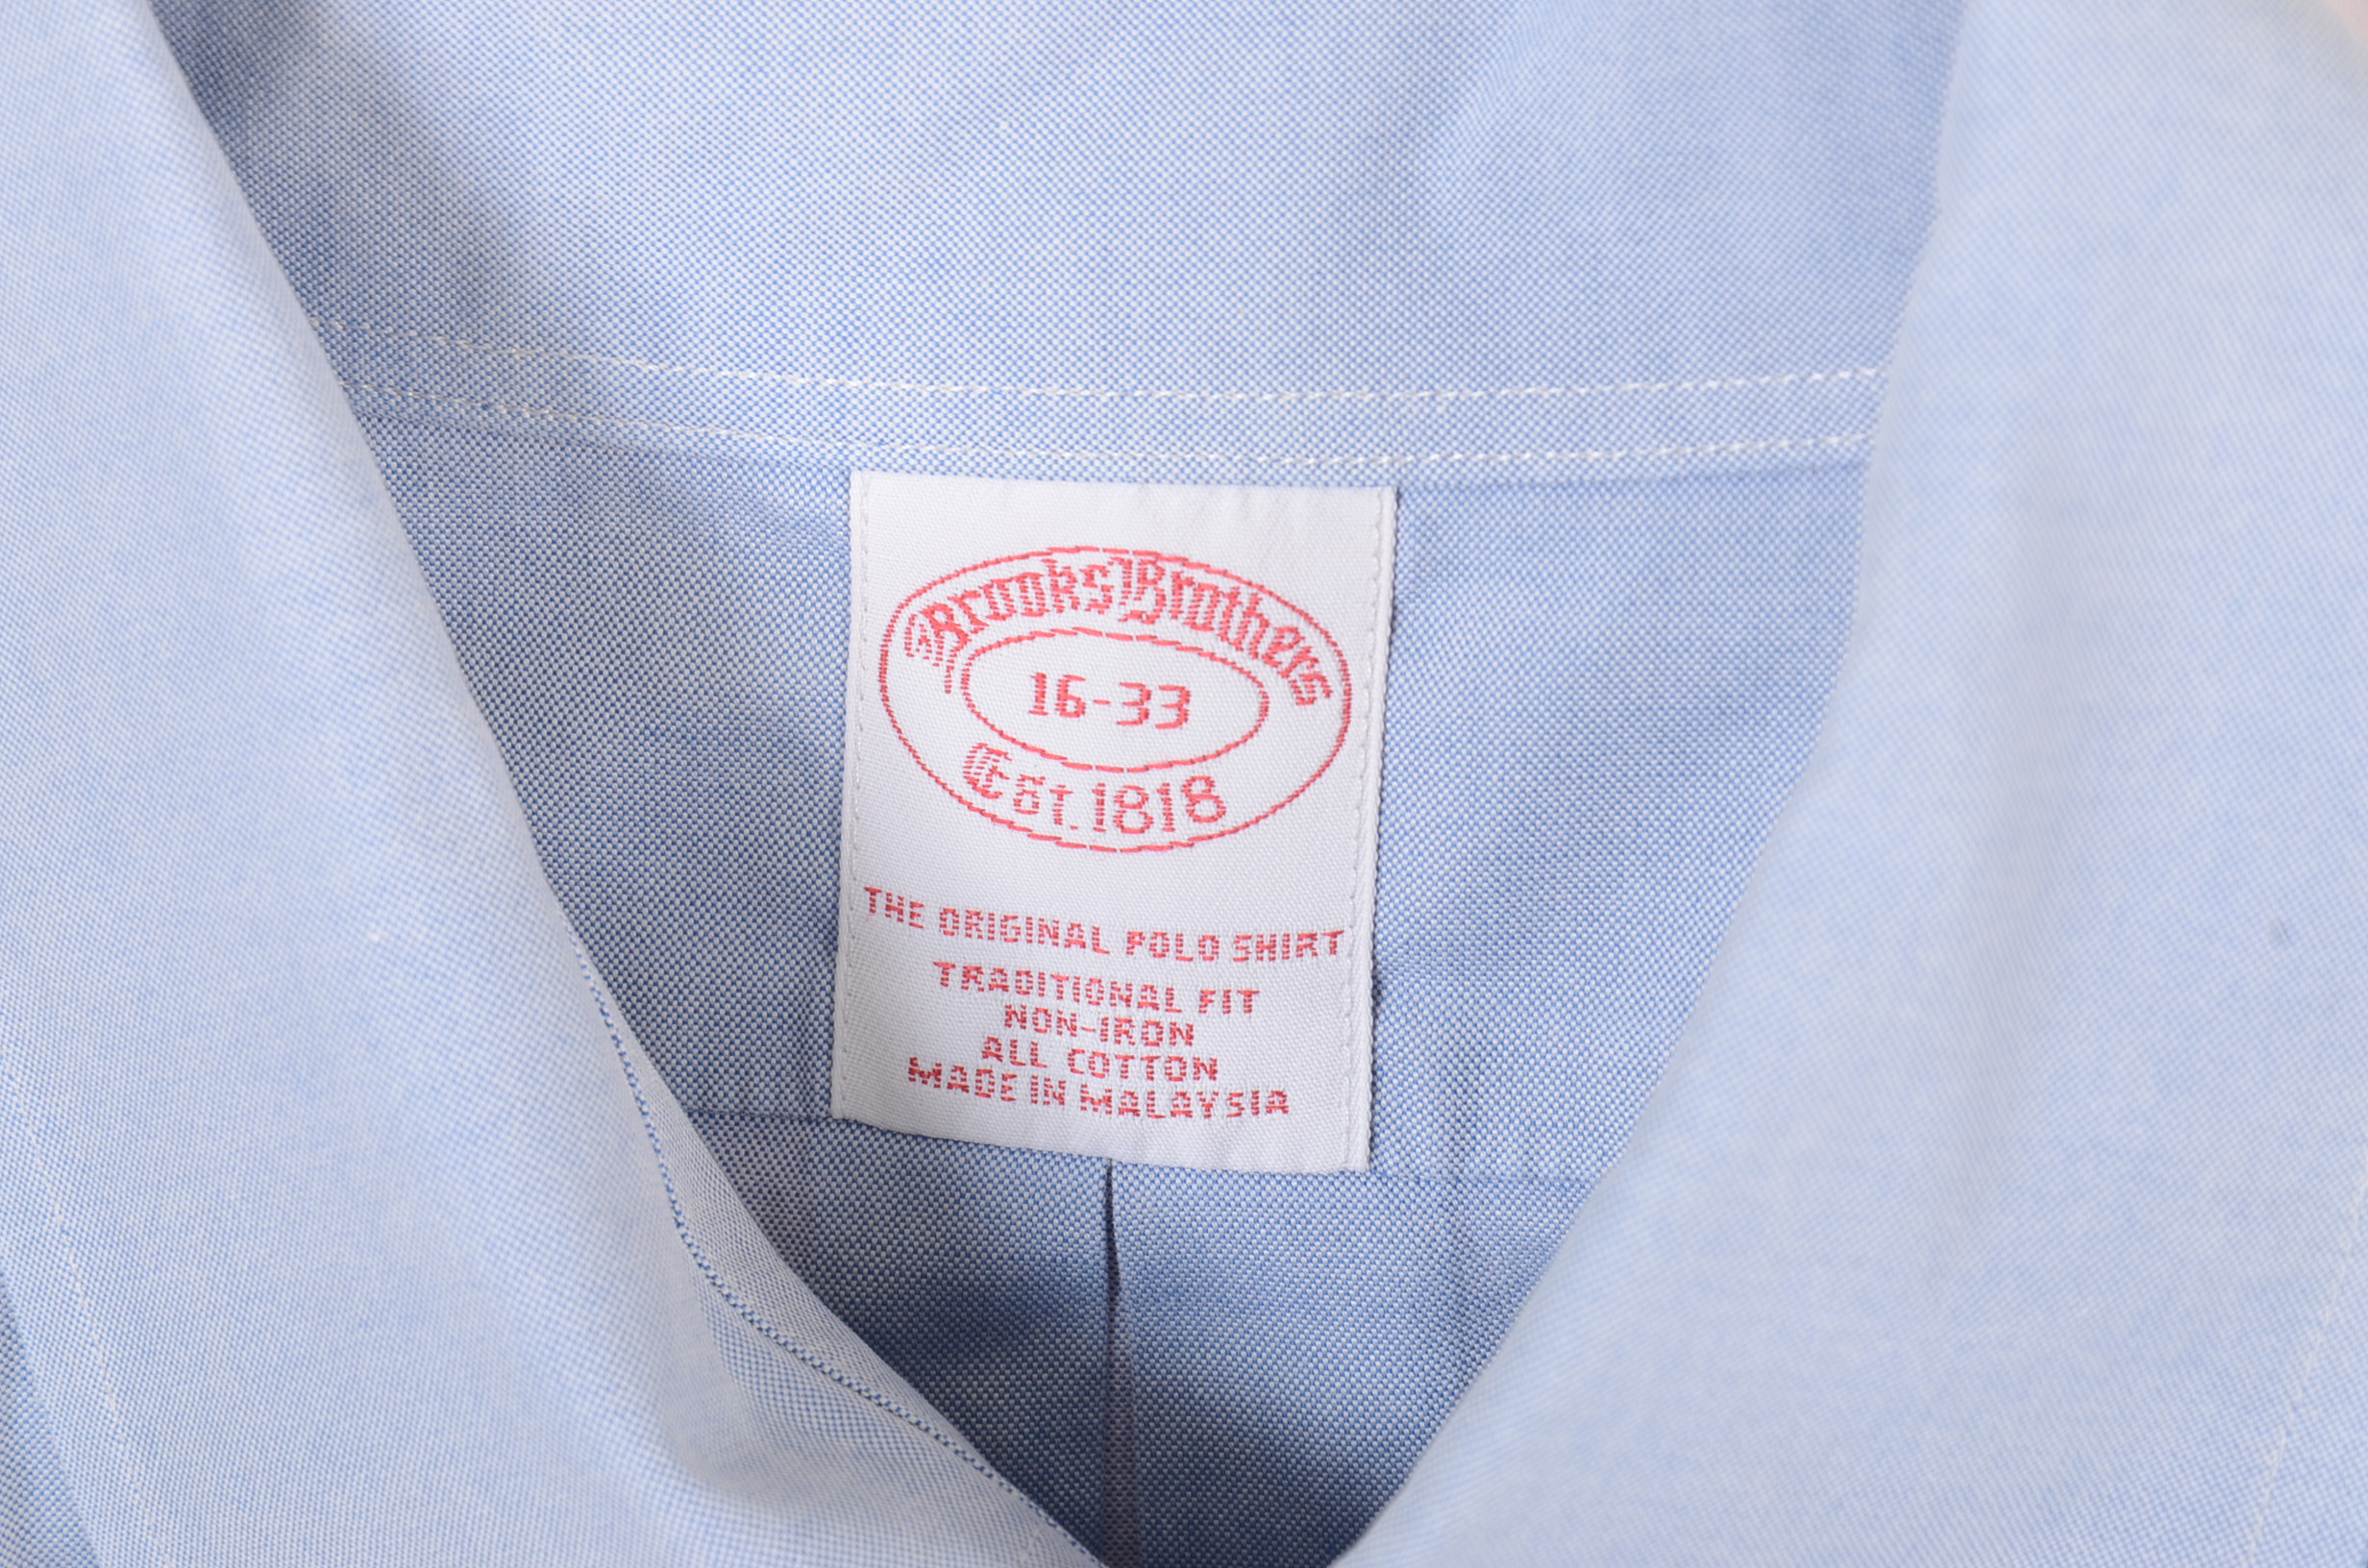 Brooks Brothers
16-33
Est. 1818
THE ORIGINAL POLO SHIRT
TRADITIONAL FIT
NON-IRON
ALL COTTON
MADE IN MALAYSIA